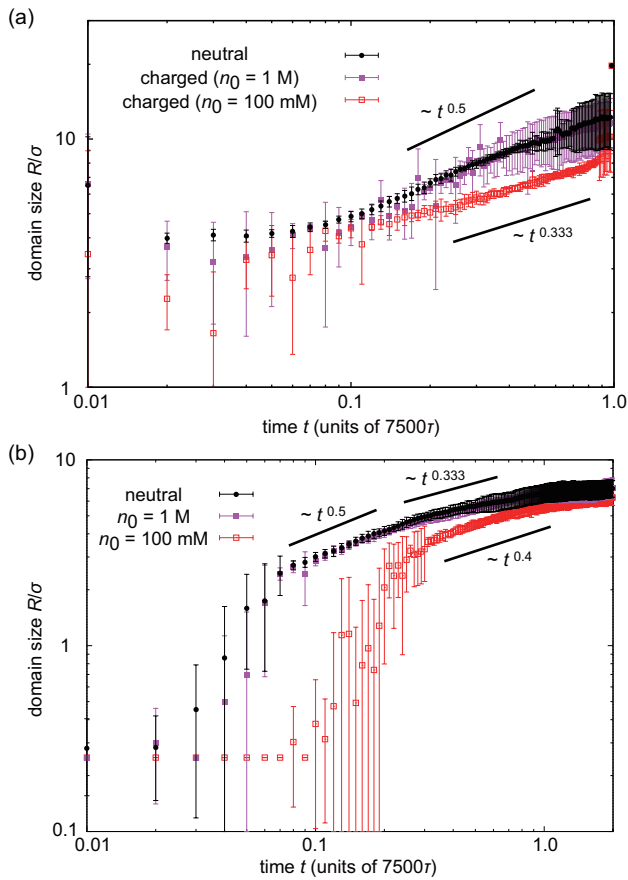 (a)
neutral
charged (n0 = 1 M)
charged (n0 = 100 mM)
~ t^0.5
~ t^0.333
10
1
domain size R/σ
0.01
0.1
1.0
time t (units of 7500τ)
(b)
neutral
n0 = 1 M
n0 = 100 mM
~ t^0.5
~ t^0.333
~ t^0.4
10
1
0.1
domain size R/σ
0.01
0.1
1.0
time t (units of 7500τ)